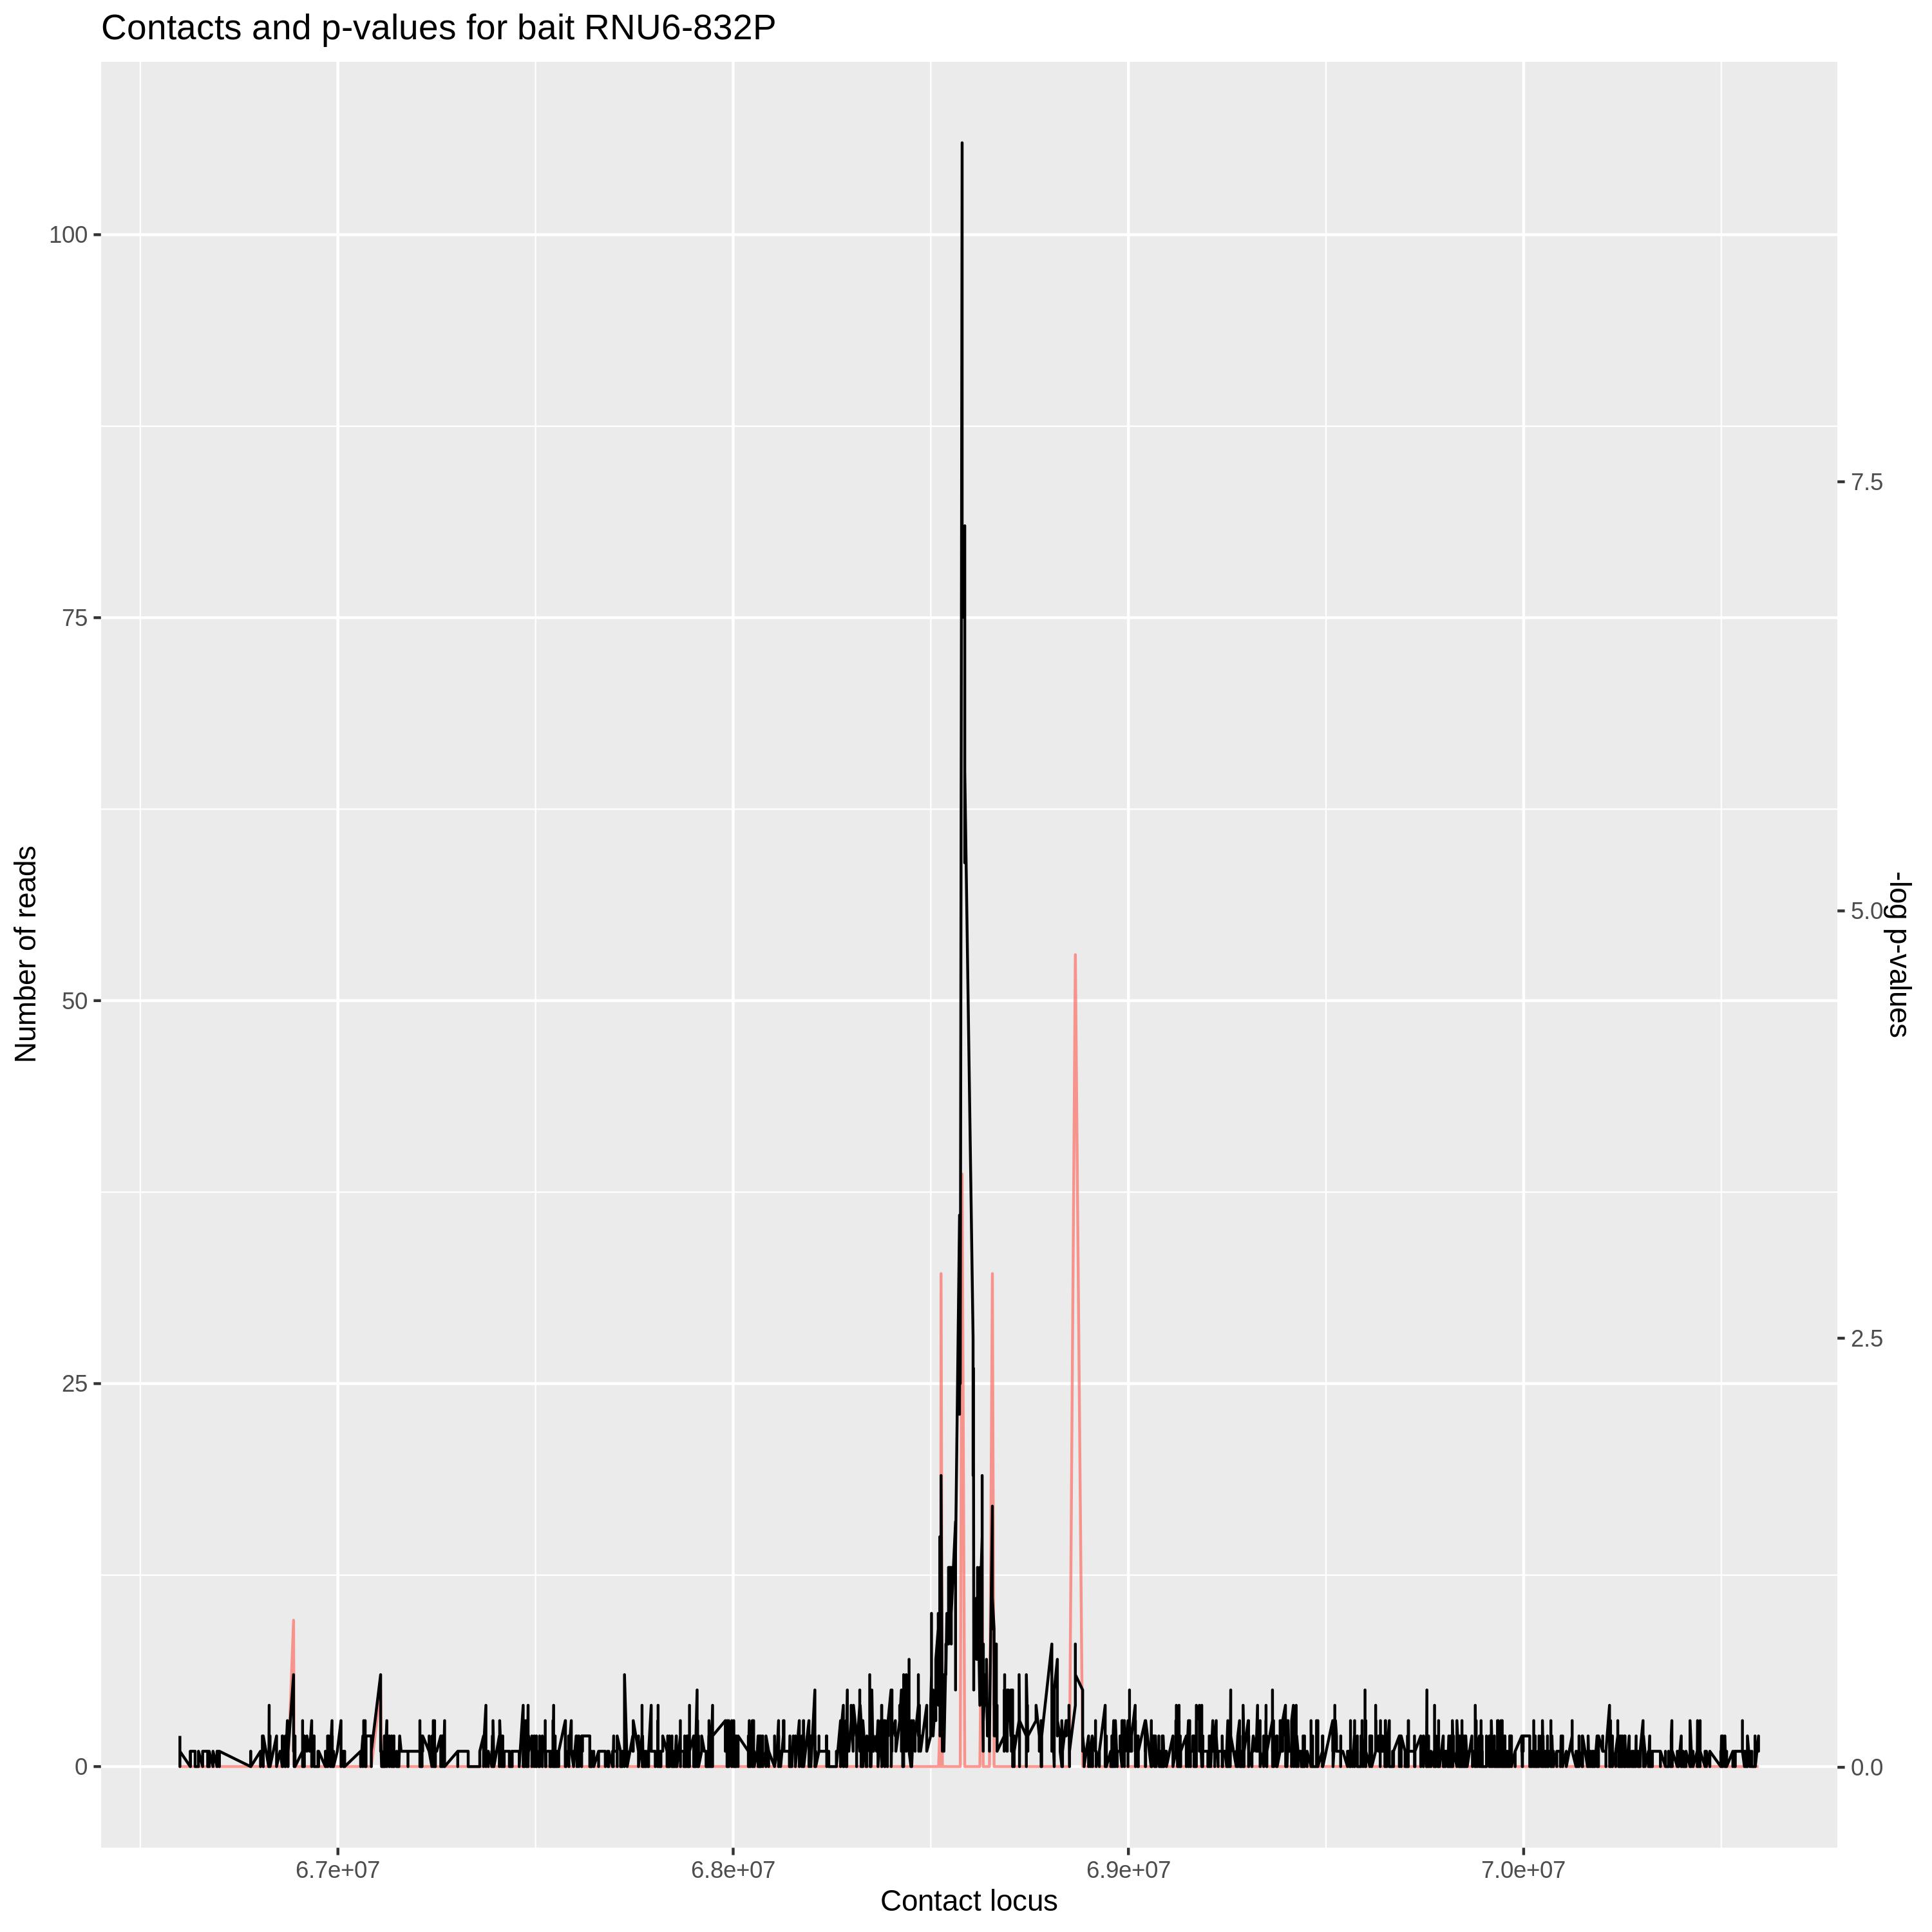 Contacts and p-values for bait RNU6-832P
Number of reads
100
75
50
25
0
7.5
5.0
2.5
0.0
-log p-values
6.7e+07
6.8e+07
6.9e+07
7.0e+07
Contact locus